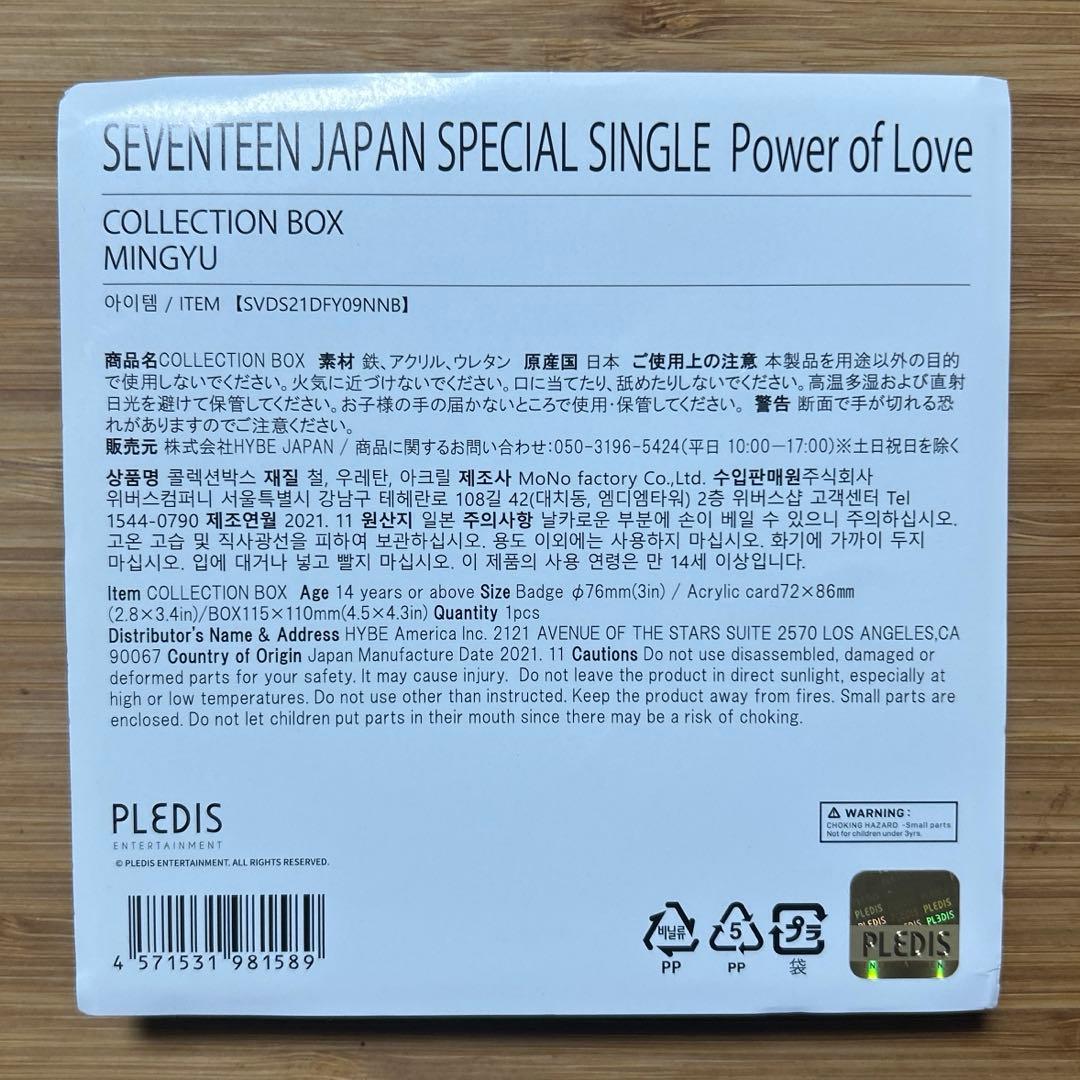 SEVENTEEN JAPAN SPECIAL SINGLE Power of Love
COLLECTION BOX
MINGYU
아이템 / ITEM 【SVDS21DFY09NNB】
商品名COLLECTION BOX 素材 鉄、アクリル、ウレタン 原産国 日本 ご使用上の注意 本製品を用途以外の目的
で使用しないでください。火気に近づけないでください。口に当てたり、舐めたりしないでください。高温多湿および直射
日光を避けて保管してください。お子様の手の届かないところで使用・保管してください。 警告 断面で手が切れる恐
れがありますのでご注意ください。
販売元 株式会社HYBE JAPAN / 商品に関するお問い合わせ：050-3196-5424(平日 10:00―17:00)※土日祝日を除く
상품명 콜렉션박스 재질 철, 우레탄, 아크릴 제조사 MoNo factory Co.,Ltd. 수입판매원주식회사
위버스컴퍼니 서울특별시 강남구 테헤란로 108길 42(대치동, 엠디엠타워) 2층 위버스샵 고객센터 Tel
1544-0790 제조연월 2021. 11 원산지 일본 주의사항 날카로운 부분에 손이 베일 수 있으니 주의하십시오.
고온 고습 및 직사광선을 피하여 보관하십시오. 용도 이외에는 사용하지 마십시오. 화기에 가까이 두지
마십시오. 입에 대거나 넣고 빨지 마십시오. 이 제품의 사용 연령은 만 14세 이상입니다.
Item COLLECTION BOX Age 14 years or above Size Badge φ76mm(3in) / Acrylic card72×86mm
(2.8×3.4in)/BOX115×110mm(4.5×4.3in) Quantity 1pcs
Distributor's Name & Address HYBE America Inc. 2121 AVENUE OF THE STARS SUITE 2570 LOS ANGELES,CA
90067 Country of Origin Japan Manufacture Date 2021. 11 Cautions Do not use disassembled, damaged or
deformed parts for your safety. It may cause injury. Do not leave the product in direct sunlight, especially at
high or low temperatures. Do not use other than instructed. Keep the product away from fires. Small parts are
enclosed. Do not let children put parts in their mouth since there may be a risk of choking.
PLEDIS
ENTERTAINMENT
© PLEDIS ENTERTAINMENT. ALL RIGHTS RESERVED.
⚠ WARNING :
CHOKING HAZARD -Small parts
Not for children under 3yrs.
4 571531 981589
비닐류
PP
5
PP
プラ
袋
PLEDIS PLEDIS
PLEDIS PL3DIS
PLEDIS